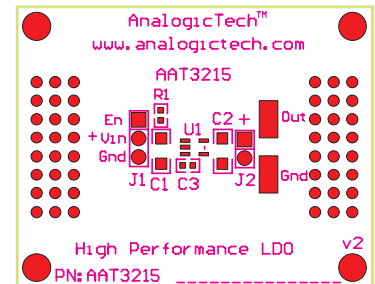 AnalogicTech™
www.analogictech.com
AAT3215
R1
En
+Vin
Gnd
J1
C1
C3
U1
C2
+
J2
Out
Gnd
High Performance LDO
v2
PN:AAT3215 _______________